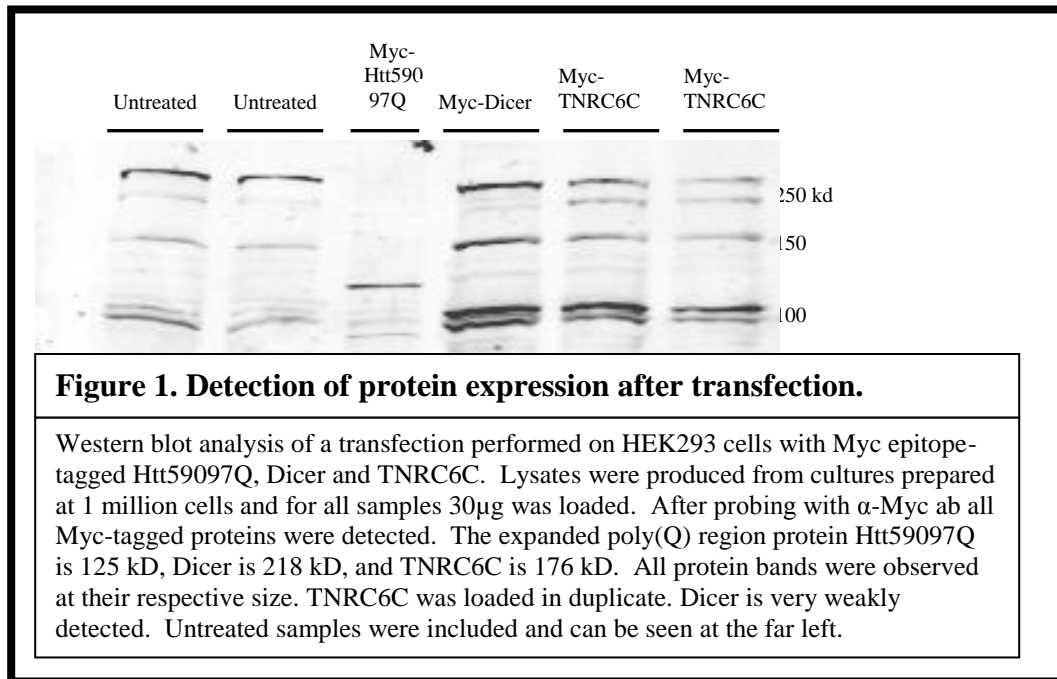 Untreated
Untreated
Myc-
Htt590
97Q
Myc-Dicer
Myc-
TNRC6C
Myc-
TNRC6C
250 kd
150
100
Figure 1. Detection of protein expression after transfection.
Western blot analysis of a transfection performed on HEK293 cells with Myc epitope-
tagged Htt59097Q, Dicer and TNRC6C.  Lysates were produced from cultures prepared
at 1 million cells and for all samples 30µg was loaded.  After probing with α-Myc ab all
Myc-tagged proteins were detected.  The expanded poly(Q) region protein Htt59097Q
is 125 kD, Dicer is 218 kD, and TNRC6C is 176 kD.  All protein bands were observed
at their respective size. TNRC6C was loaded in duplicate. Dicer is very weakly
detected.  Untreated samples were included and can be seen at the far left.